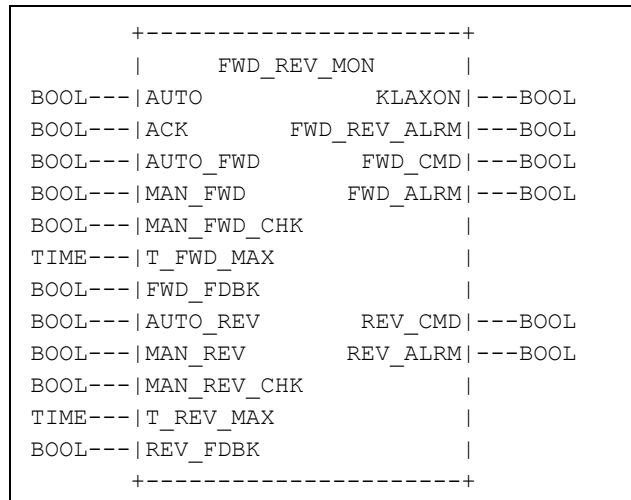 +----------------------+
|     FWD_REV_MON      |
BOOL---|AUTO            KLAXON|---BOOL
BOOL---|ACK       FWD_REV_ALRM|---BOOL
BOOL---|AUTO_FWD       FWD_CMD|---BOOL
BOOL---|MAN_FWD       FWD_ALRM|---BOOL
BOOL---|MAN_FWD_CHK           |
TIME---|T_FWD_MAX             |
BOOL---|FWD_FDBK              |
BOOL---|AUTO_REV       REV_CMD|---BOOL
BOOL---|MAN_REV       REV_ALRM|---BOOL
BOOL---|MAN_REV_CHK           |
TIME---|T_REV_MAX             |
BOOL---|REV_FDBK              |
+----------------------+